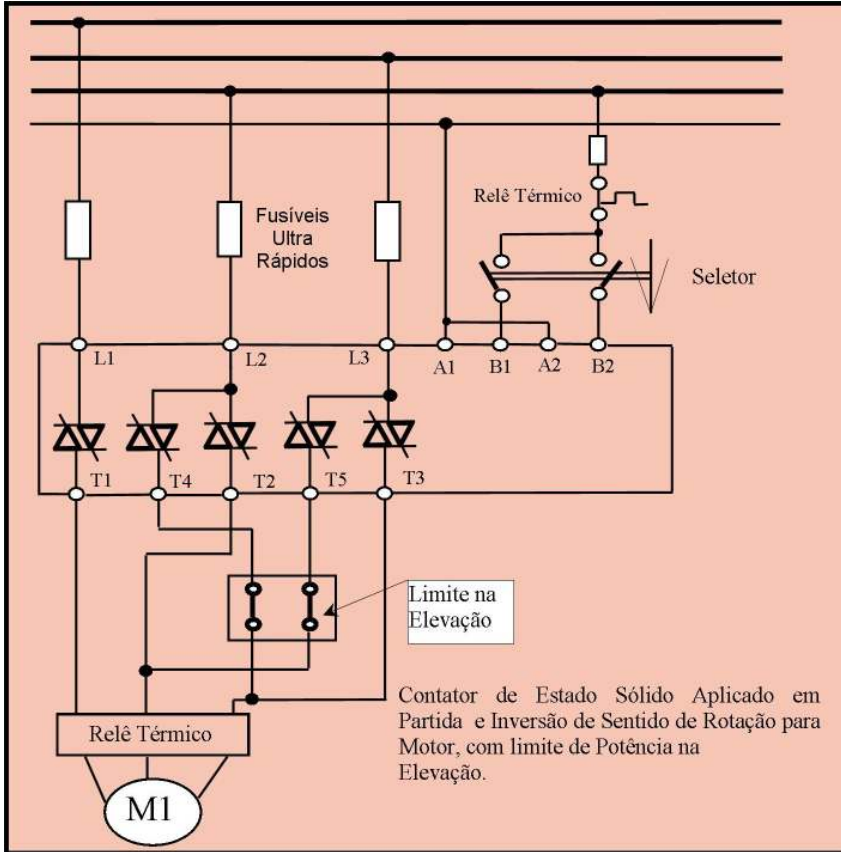 Fusíveis
Ultra
Rápidos
Relê Térmico
Seletor
L1
L2
L3
A1
B1
A2
B2
T1
T4
T2
T5
T3
Limite na
Elevação
Relê Térmico
M1
Contator de Estado Sólido Aplicado em
Partida e Inversão de Sentido de Rotação para
Motor, com limite de Potência na
Elevação.